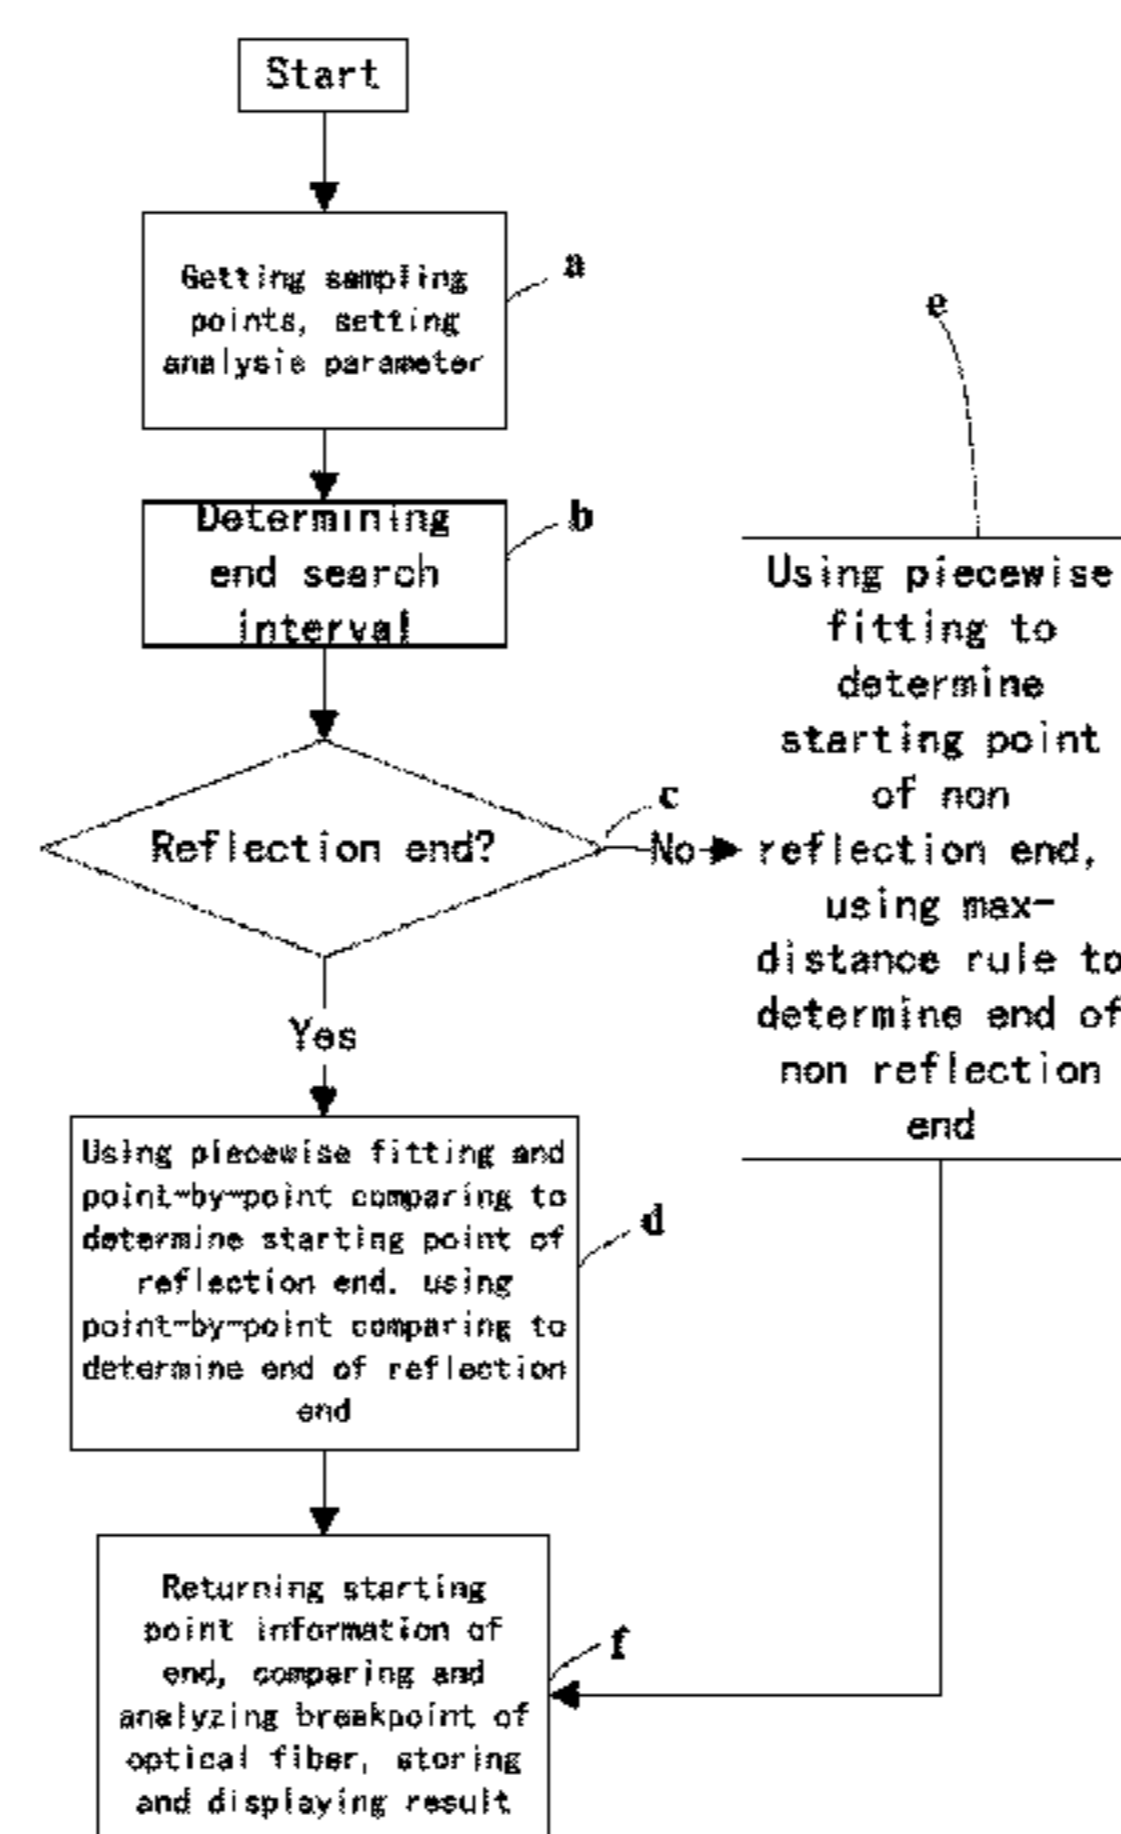 Start
Getting sampling
points, setting
analysis parameter
a
Determining
end search
interval
b
Reflection end?
c
No
Yes
Using piecewise fitting and
point-by-point comparing to
determine starting point of
reflection end. using
point-by-point comparing to
determine end of reflection
end
d
e
Using piecewise
fitting to
determine
starting point
of non
reflection end,
using max-
distance rule to
determine end of
non reflection
end
Returning starting
point information of
end, comparing and
analyzing breakpoint of
optical fiber, storing
and displaying result
f